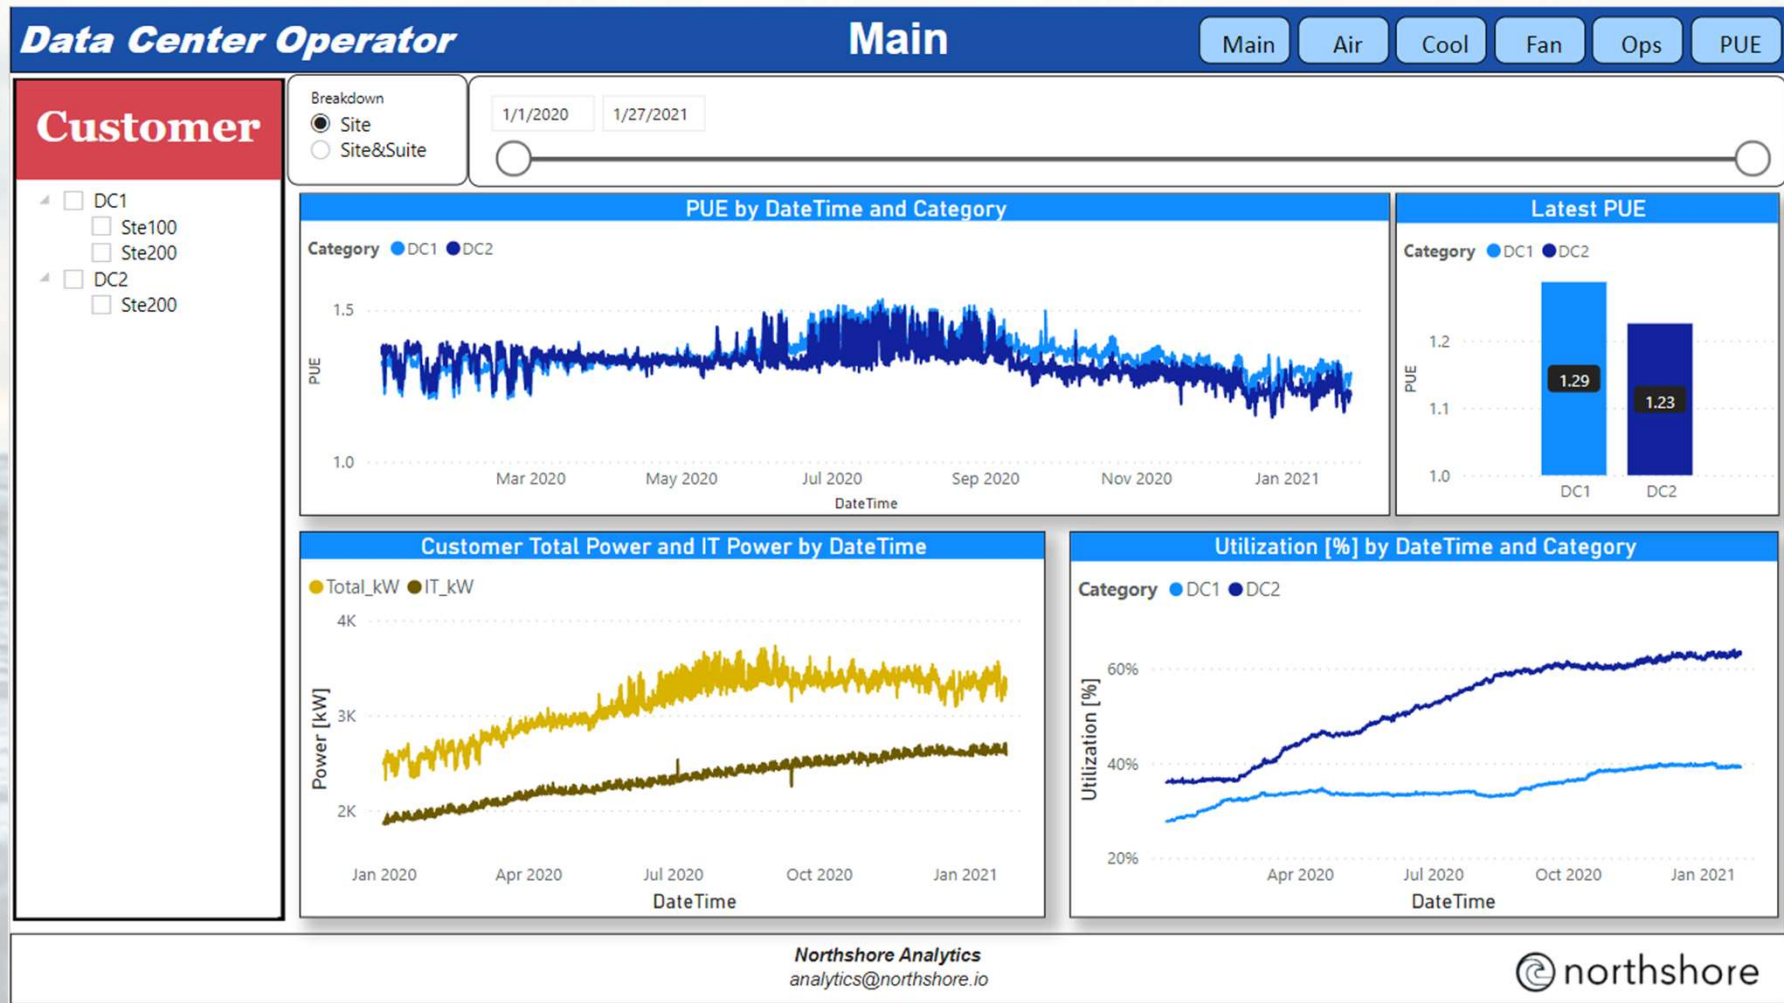 Data Center Operator
Main
Main
Air
Cool
Fan
Ops
PUE
Customer
DC1
Ste100
Ste200
DC2
Ste200
Breakdown
Site
Site&Suite
1/1/2020
1/27/2021
PUE by DateTime and Category
Category DC1 DC2
PUE
1.5
1.0
Mar 2020 May 2020 Jul 2020 Sep 2020 Nov 2020 Jan 2021
DateTime
Latest PUE
Category DC1 DC2
PUE
1.2
1.1
1.0
1.29
1.23
DC1 DC2
Customer Total Power and IT Power by DateTime
Total_kW IT_kW
Power [kW]
4K
3K
2K
Jan 2020 Apr 2020 Jul 2020 Oct 2020 Jan 2021
DateTime
Utilization [%] by DateTime and Category
Category DC1 DC2
Utilization [%]
60%
40%
20%
Apr 2020 Jul 2020 Oct 2020 Jan 2021
DateTime
Northshore Analytics
analytics@northshore.io
northshore